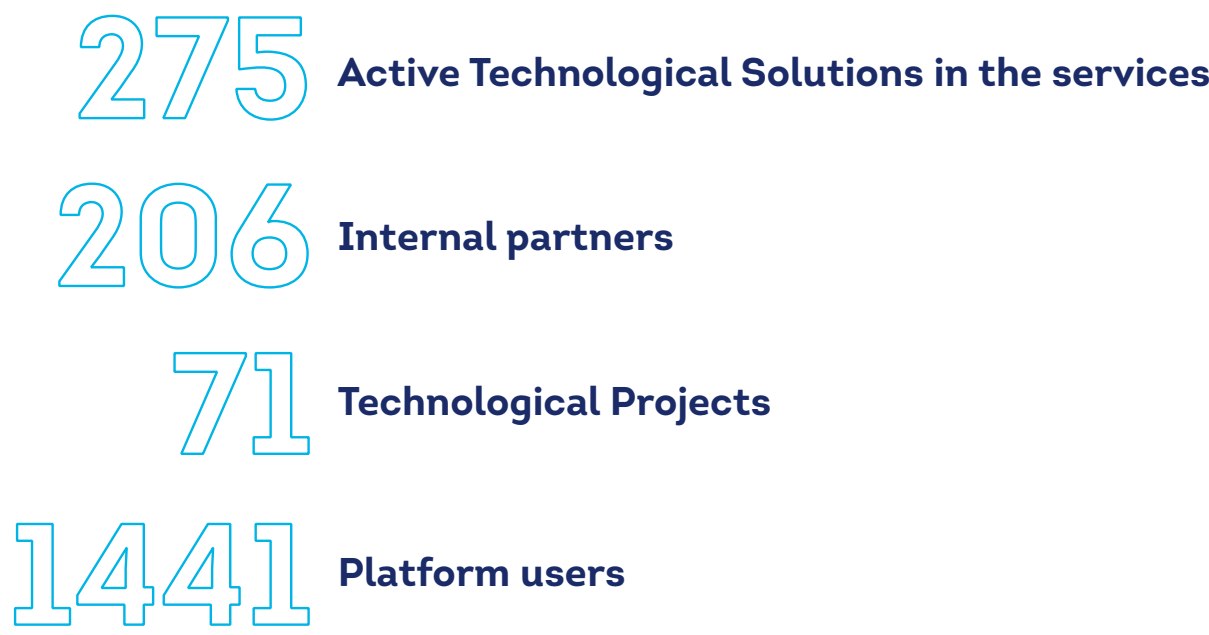 275 Active Technological Solutions in the services
206 Internal partners
71 Technological Projects
1441 Platform users